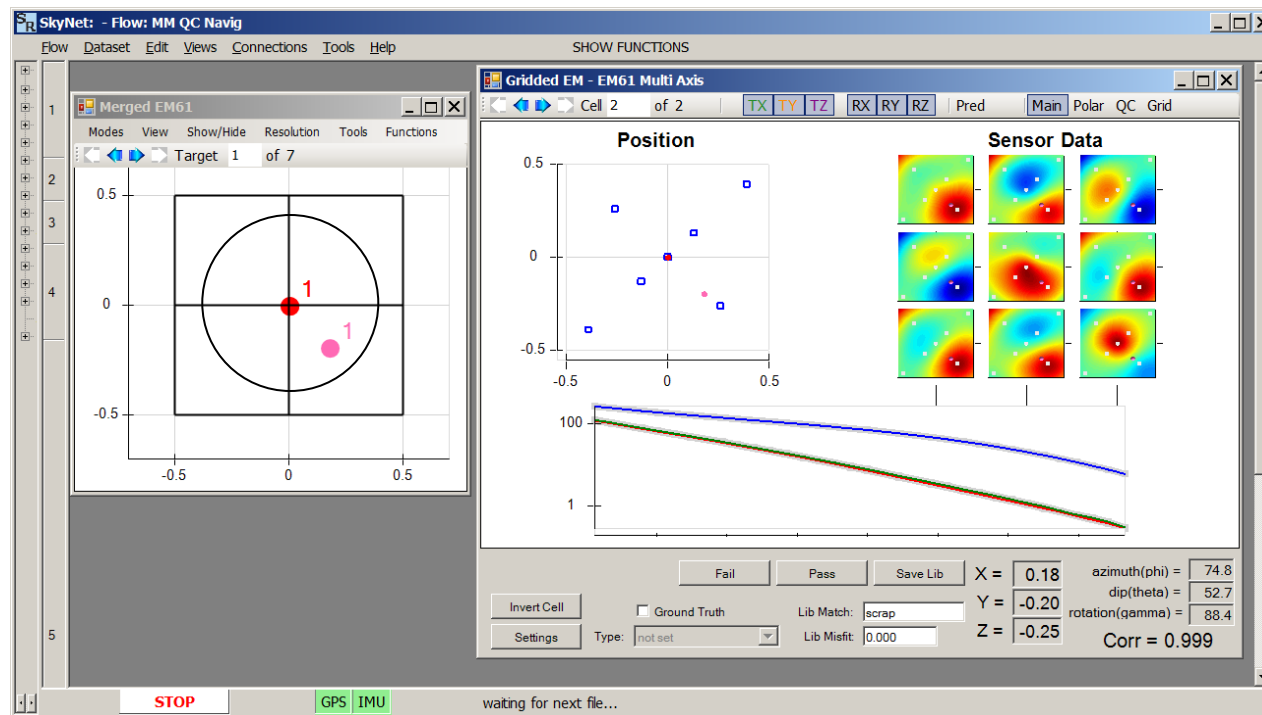 SR SkyNet: - Flow: MM QC Navig
Flow Dataset Edit Views Connections Tools Help SHOW FUNCTIONS
1
2
3
4
5
Merged EM61
Modes View Show/Hide Resolution Tools Functions
Target 1 of 7
0.5
0
-0.5
-0.5 0 0.5
1
1
Gridded EM - EM61 Multi Axis
Cell 2 of 2 TX TY TZ RX RY RZ Pred Main Polar QC Grid
Position
0.5
0
-0.5
-0.5 0 0.5
Sensor Data
100
1
Fail Pass Save Lib
Invert Cell
Settings
Ground Truth
Type: not set
Lib Match: scrap
Lib Misfit: 0.000
X = 0.18
Y = -0.20
Z = -0.25
azimuth(phi) = 74.8
dip(theta) = 52.7
rotation(gamma) = 88.4
Corr = 0.999
STOP GPS IMU waiting for next file...